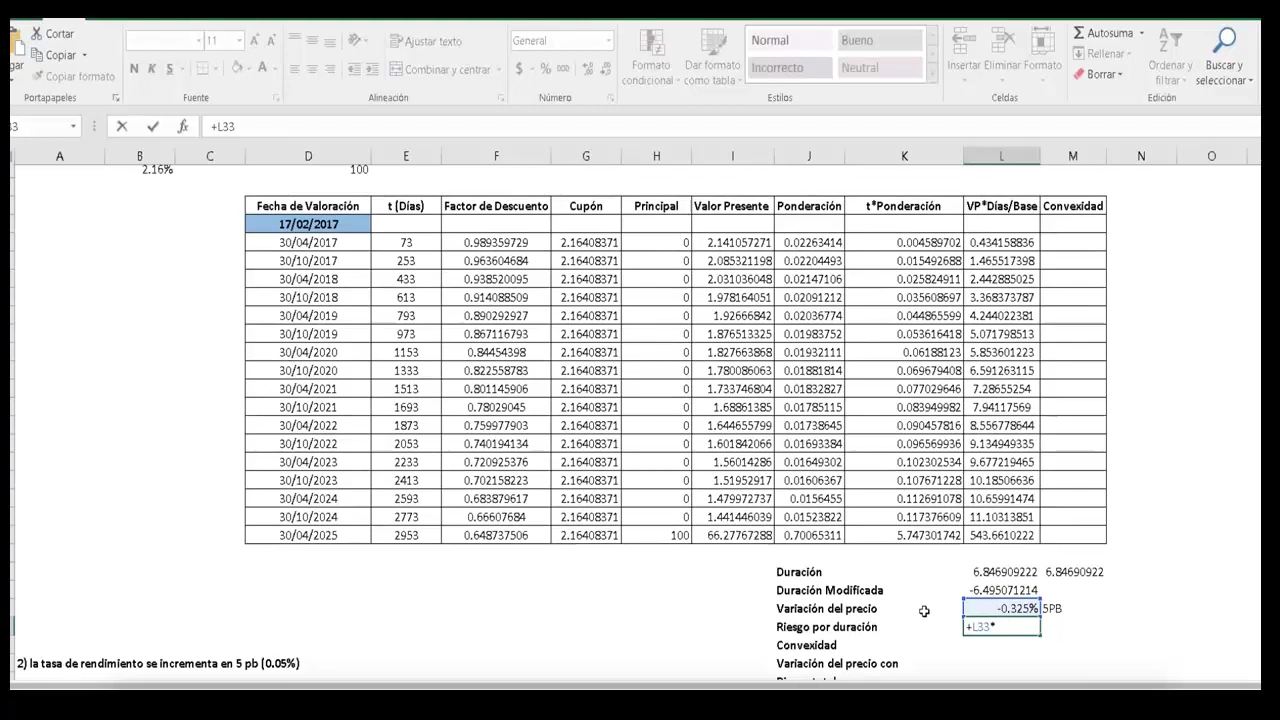 Cortar
11
Ajustar texto
General
Normal
Bueno
Autosuma
Copiar
Rellenar
Copiar formato
N K S
Combinar y centrar
$ % 000
Formato condicional
Dar formato como tabla
Incorrecto
Neutral
Insertar Eliminar Formato
Borrar
Ordenar y filtrar
Buscar y seleccionar
Portapapeles
Fuente
Alineación
Número
Estilos
Celdas
Edición
fx +L33
A B C D E F G H I J K L M N O
2.16% 100
Fecha de Valoración t (Días) Factor de Descuento Cupón Principal Valor Presente Ponderación t*Ponderación VP*Días/Base Convexidad
17/02/2017
30/04/2017 73 0.989359729 2.16408371 0 2.141057271 0.02263414 0.004589702 0.434158836
30/10/2017 253 0.963604684 2.16408371 0 2.085321198 0.02204493 0.015492688 1.465517398
30/04/2018 433 0.938520095 2.16408371 0 2.031036048 0.02147106 0.025824911 2.442885025
30/10/2018 613 0.914088509 2.16408371 0 1.978164051 0.02091212 0.035608697 3.368373787
30/04/2019 793 0.890292927 2.16408371 0 1.92666842 0.02036774 0.044865599 4.244022381
30/10/2019 973 0.867116793 2.16408371 0 1.876513325 0.01983752 0.053616418 5.071798513
30/04/2020 1153 0.84454398 2.16408371 0 1.827663868 0.01932111 0.06188123 5.853601223
30/10/2020 1333 0.822558783 2.16408371 0 1.780086063 0.01881814 0.069679408 6.591263115
30/04/2021 1513 0.801145906 2.16408371 0 1.733746804 0.01832827 0.077029646 7.28655254
30/10/2021 1693 0.78029045 2.16408371 0 1.68861385 0.01785115 0.083949982 7.94117569
30/04/2022 1873 0.759977903 2.16408371 0 1.644655799 0.01738645 0.090457816 8.556778644
30/10/2022 2053 0.740194134 2.16408371 0 1.601842066 0.01693384 0.096569936 9.134949335
30/04/2023 2233 0.720925376 2.16408371 0 1.56014286 0.01649302 0.102302534 9.677219465
30/10/2023 2413 0.702158223 2.16408371 0 1.51952917 0.01606367 0.107671228 10.18506636
30/04/2024 2593 0.683879617 2.16408371 0 1.479972737 0.0156455 0.112691078 10.65991474
30/10/2024 2773 0.66607684 2.16408371 0 1.441446039 0.01523822 0.117376609 11.10313851
30/04/2025 2953 0.648737506 2.16408371 100 66.27767288 0.70065311 5.747301742 543.6610222
Duración 6.846909222 6.84690922
Duración Modificada -6.495071214
Variación del precio -0.325% 5PB
Riesgo por duración +L33*
Convexidad
2) la tasa de rendimiento se incrementa en 5 pb (0.05%)
Variación del precio con